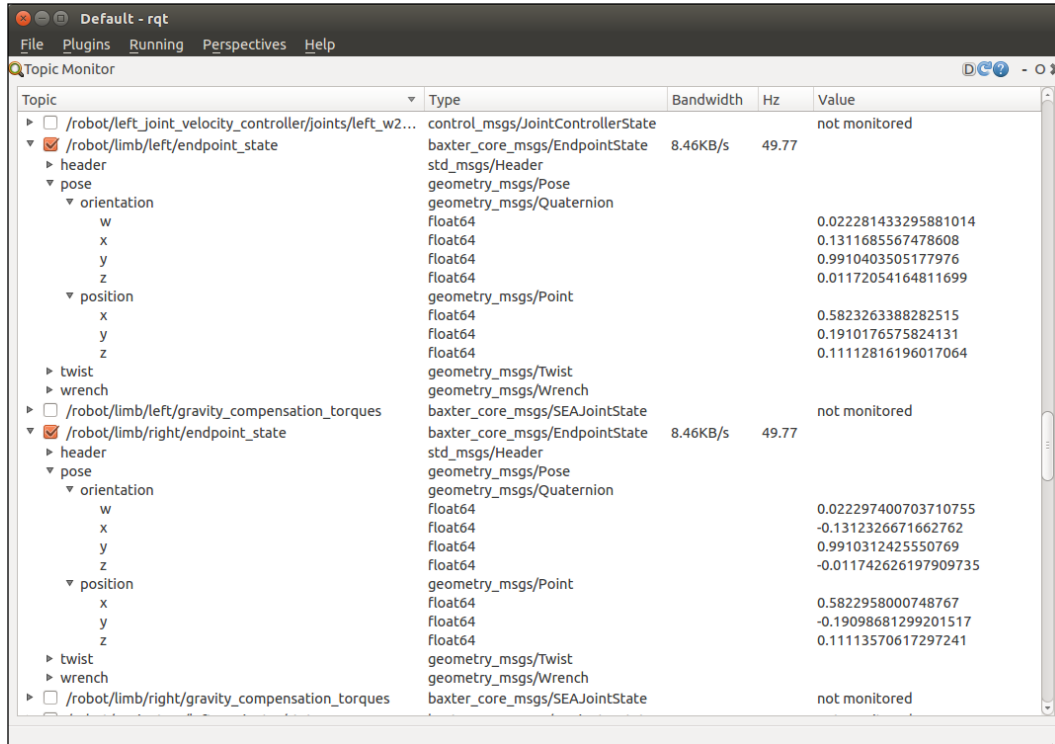 Default - rqt
File Plugins Running Perspectives Help
Topic Monitor D ? - O
Topic Type Bandwidth Hz Value
/robot/left_joint_velocity_controller/joints/left_w2... control_msgs/JointControllerState not monitored
/robot/limb/left/endpoint_state baxter_core_msgs/EndpointState 8.46KB/s 49.77
header std_msgs/Header
pose geometry_msgs/Pose
orientation geometry_msgs/Quaternion
w float64 0.022281433295881014
x float64 0.1311685567478608
y float64 0.9910403505177976
z float64 0.01172054164811699
position geometry_msgs/Point
x float64 0.5823263388282515
y float64 0.1910176575824131
z float64 0.11112816196017064
twist geometry_msgs/Twist
wrench geometry_msgs/Wrench
/robot/limb/left/gravity_compensation_torques baxter_core_msgs/SEAJointState not monitored
/robot/limb/right/endpoint_state baxter_core_msgs/EndpointState 8.46KB/s 49.77
header std_msgs/Header
pose geometry_msgs/Pose
orientation geometry_msgs/Quaternion
w float64 0.022297400703710755
x float64 -0.1312326671662762
y float64 0.9910312425550769
z float64 -0.011742626197909735
position geometry_msgs/Point
x float64 0.5822958000748767
y float64 -0.19098681299201517
z float64 0.11113570617297241
twist geometry_msgs/Twist
wrench geometry_msgs/Wrench
/robot/limb/right/gravity_compensation_torques baxter_core_msgs/SEAJointState not monitored